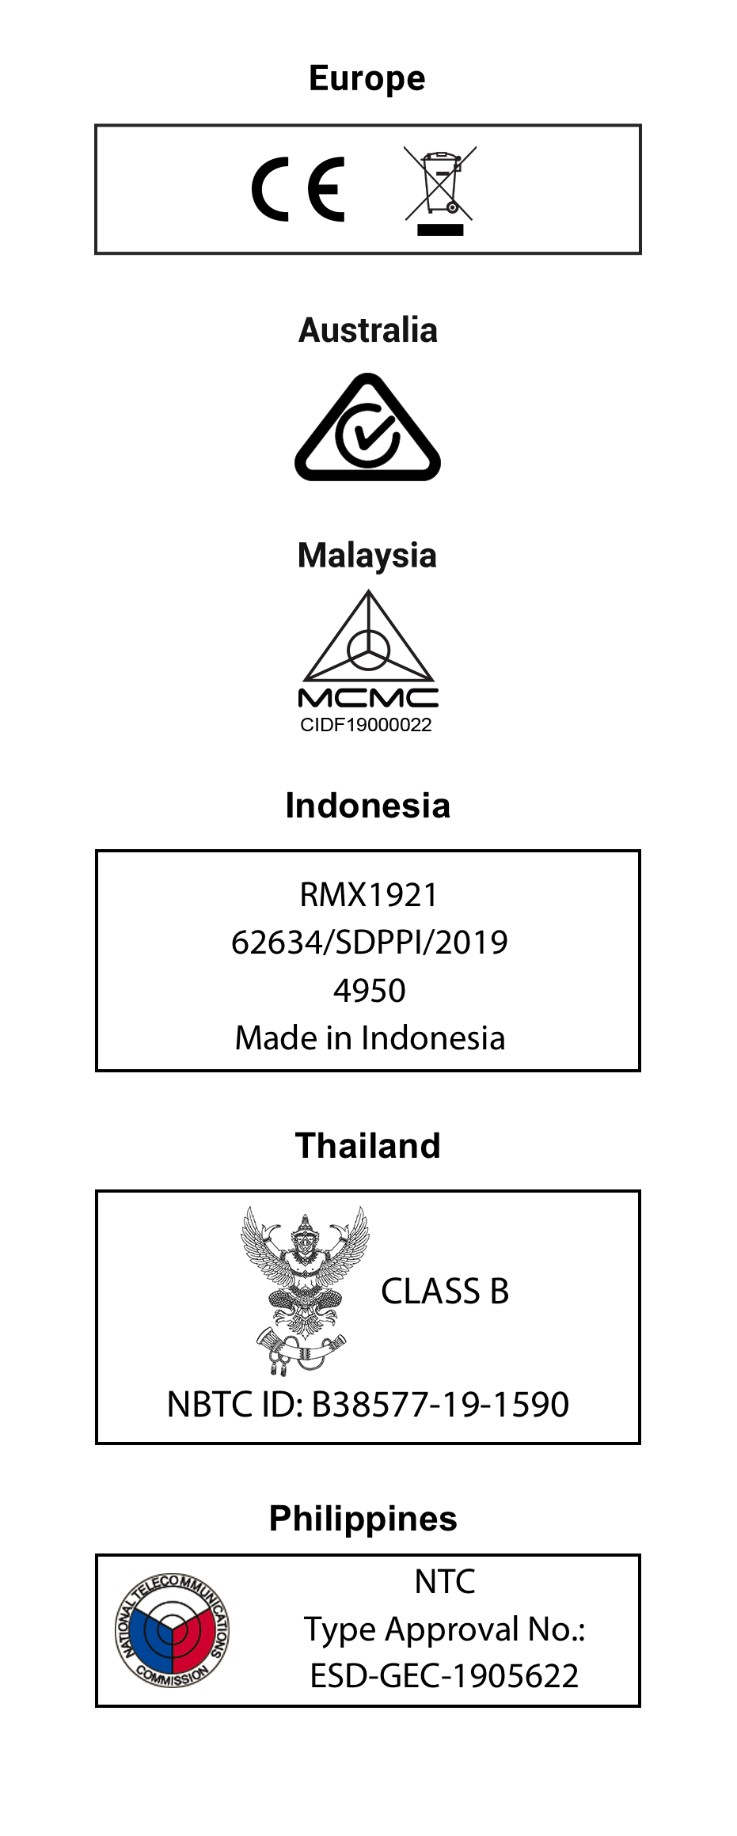 Europe
CE
Australia
Malaysia
MCMC
CIDF19000022
Indonesia
RMX1921
62634/SDPPI/2019
4950
Made in Indonesia
Thailand
CLASS B
NBTC ID: B38577-19-1590
Philippines
NATIONAL TELECOMMUNICATIONS
COMMISSION
NTC
Type Approval No.:
ESD-GEC-1905622